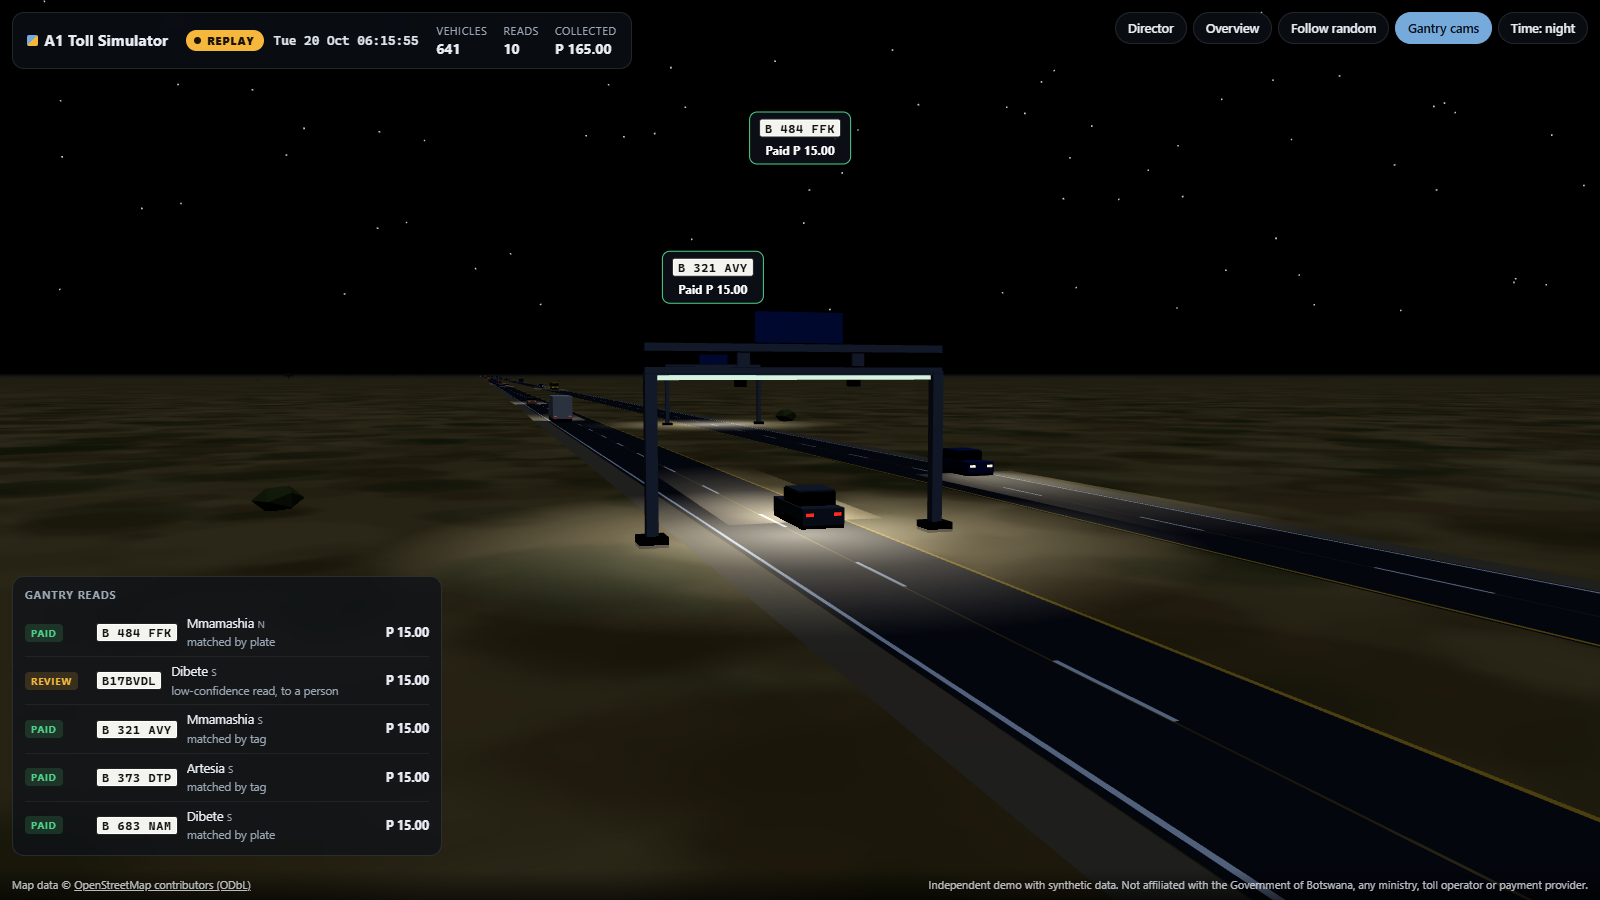 A1 Toll Simulator
REPLAY
Tue 20 Oct 06:15:55
VEHICLES
641
READS
10
COLLECTED
P 165.00
Director
Overview
Follow random
Gantry cams
Time: night
B 484 FFK
Paid P 15.00
B 321 AVY
Paid P 15.00
GANTRY READS
PAID
B 484 FFK
Mmamashia N
matched by plate
P 15.00
REVIEW
B17BVDL
Dibete S
low-confidence read, to a person
P 15.00
PAID
B 321 AVY
Mmamashia S
matched by tag
P 15.00
PAID
B 373 DTP
Artesia S
matched by tag
P 15.00
PAID
B 683 NAM
Dibete S
matched by plate
P 15.00
Map data © OpenStreetMap contributors (ODbL)
Independent demo with synthetic data. Not affiliated with the Government of Botswana, any ministry, toll operator or payment provider.